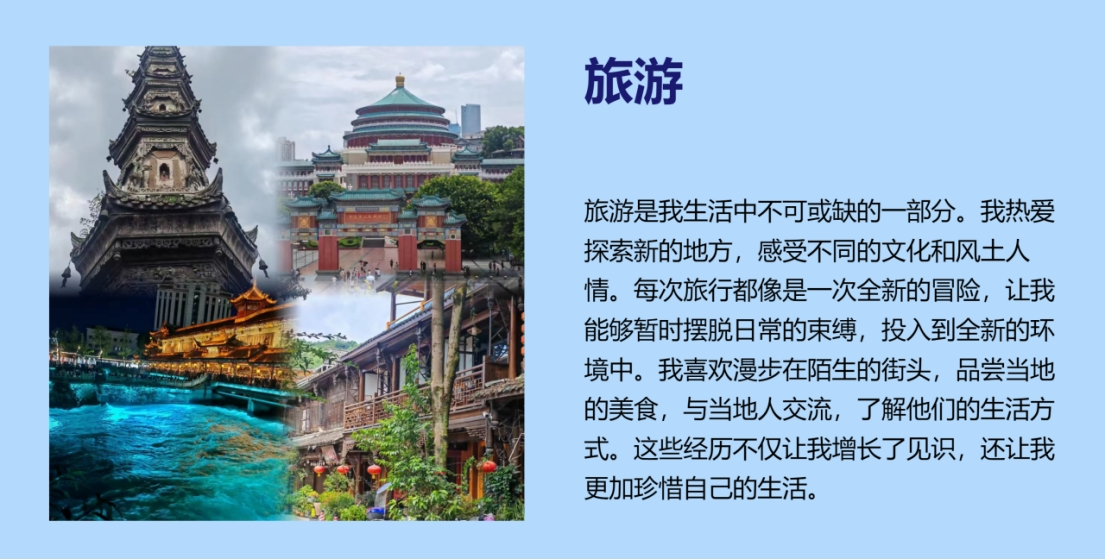 旅游
旅游是我生活中不可或缺的一部分。我热爱
探索新的地方，感受不同的文化和风土人
情。每次旅行都像是一次全新的冒险，让我
能够暂时摆脱日常的束缚，投入到全新的环
境中。我喜欢漫步在陌生的街头，品尝当地
的美食，与当地人交流，了解他们的生活方
式。这些经历不仅让我增长了见识，还让我
更加珍惜自己的生活。